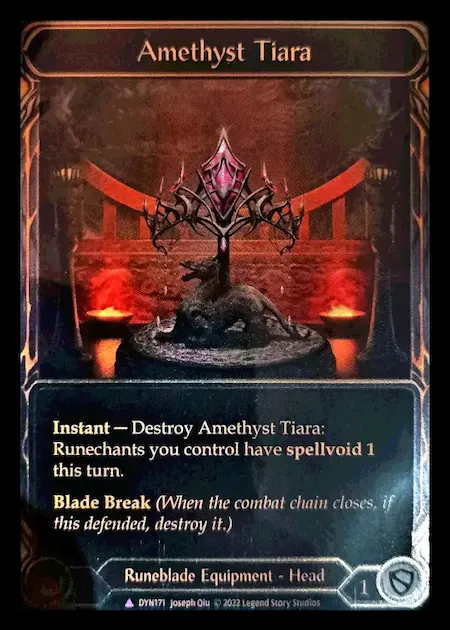 Amethyst Tiara
Instant — Destroy Amethyst Tiara:
Runechants you control have spellvoid 1
this turn.
Blade Break (When the combat chain closes, if
this defended, destroy it.)
Runeblade Equipment - Head
1
DYN171 Joseph Qiu © 2022 Legend Story Studios